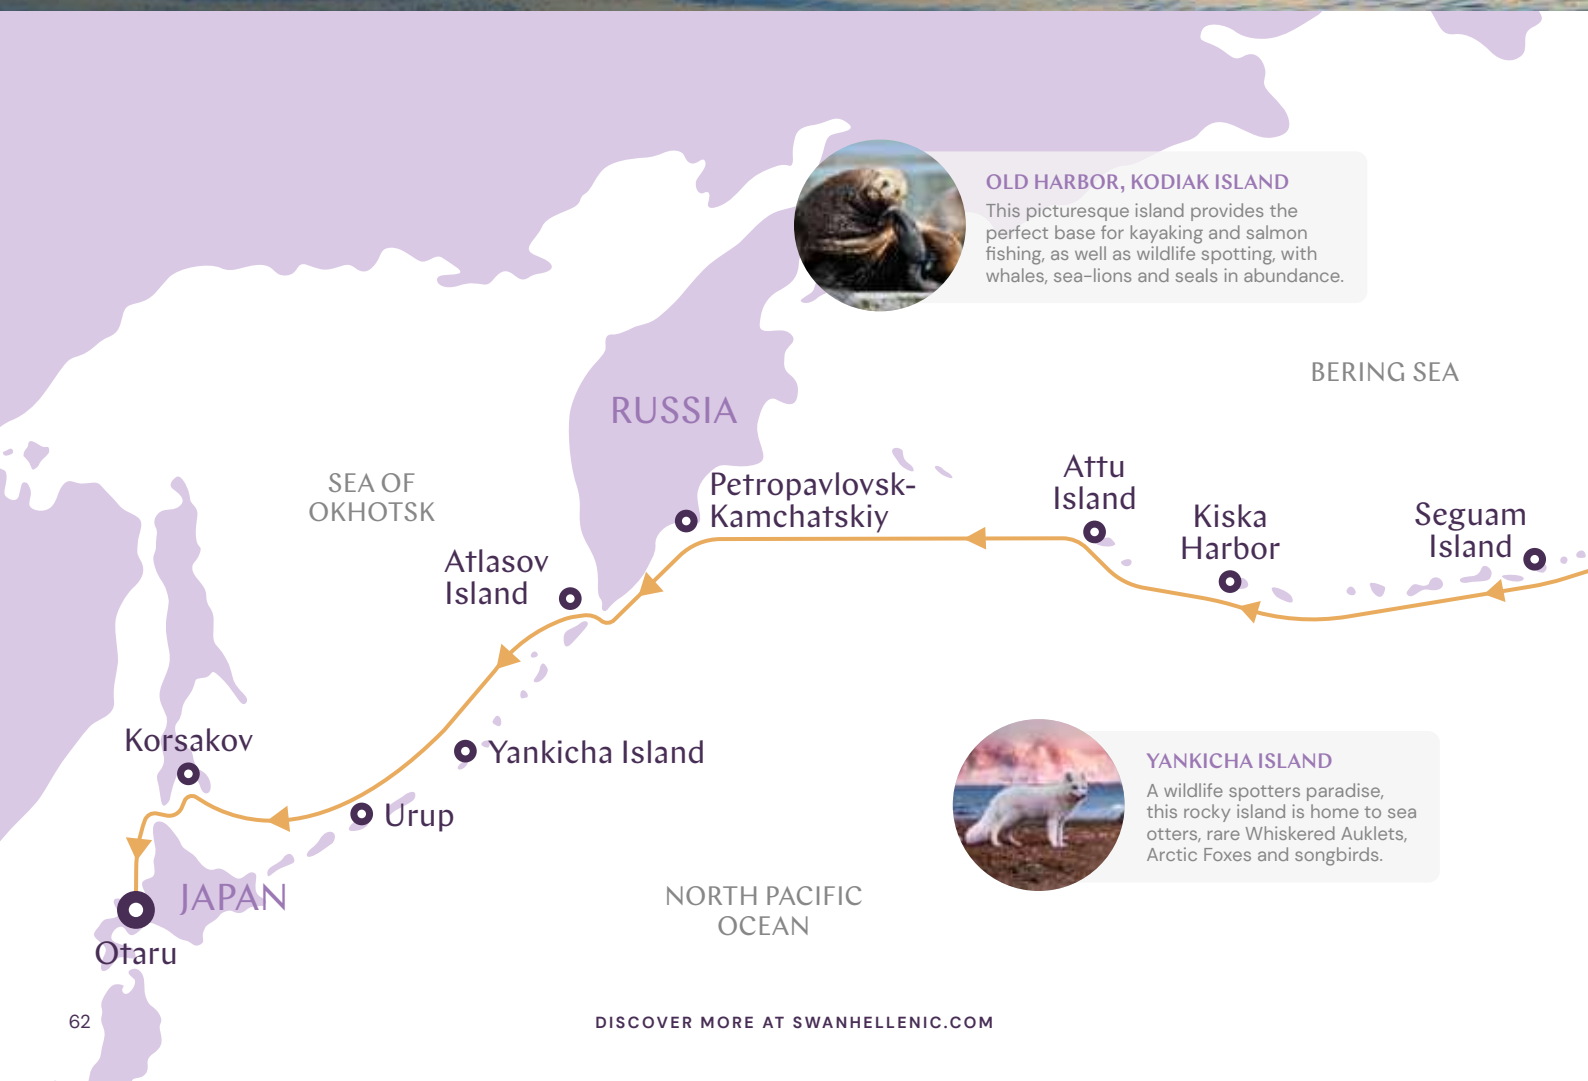 OLD HARBOR, KODIAK ISLAND
This picturesque island provides the
perfect base for kayaking and salmon
fishing, as well as wildlife spotting, with
whales, sea-lions and seals in abundance.
BERING SEA
RUSSIA
SEA OF
OKHOTSK
Petropavlovsk-
Kamchatskiy
Attu
Island
Kiska
Harbor
Seguam
Island
Atlasov
Island
Korsakov
Yankicha Island
Urup
YANKICHA ISLAND
A wildlife spotters paradise,
this rocky island is home to sea
otters, rare Whiskered Auklets,
Arctic Foxes and songbirds.
JAPAN
NORTH PACIFIC
OCEAN
Otaru
62
DISCOVER MORE AT SWANHELLENIC.COM